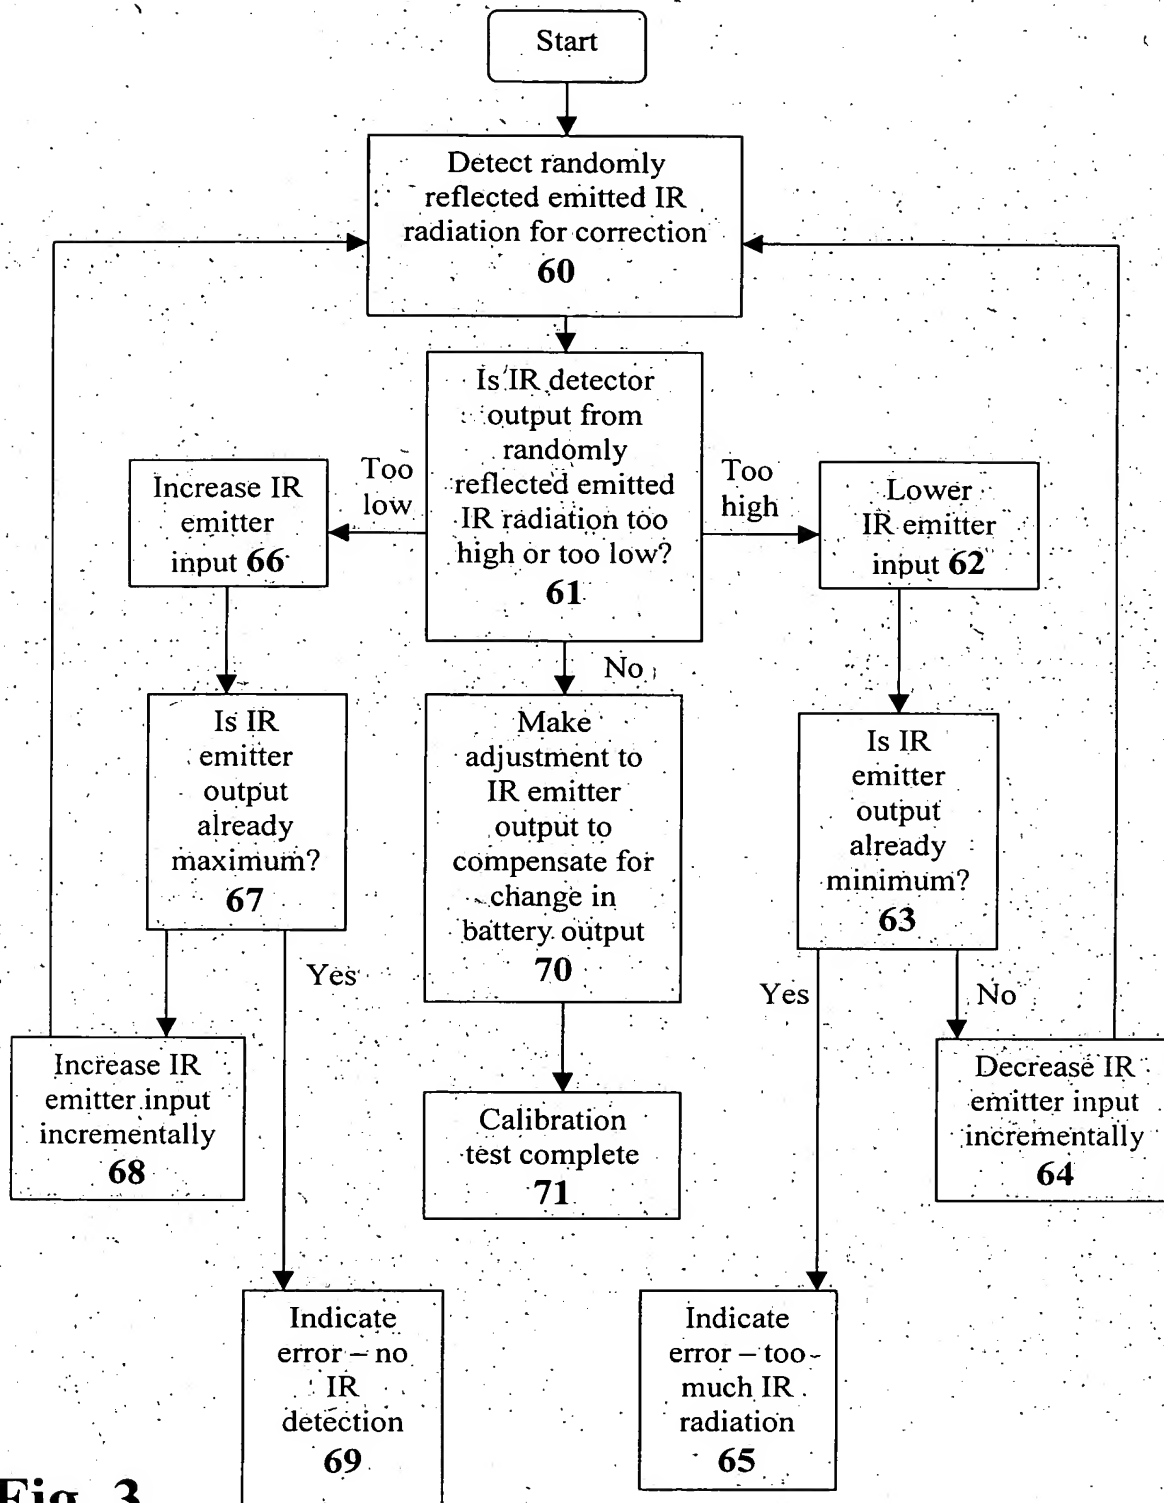 Start
Detect randomly
reflected emitted IR
radiation for correction
60
Is IR detector
output from
randomly
reflected emitted
IR radiation too
high or too low?
61
Too
low
Too
high
Increase IR
emitter
input 66
Lower
IR emitter
input 62
No
Is IR
emitter
output
already
maximum?
67
Make
adjustment to
IR emitter
output to
compensate for
change in
battery output
70
Is IR
emitter
output
already
minimum?
63
Yes
Yes
No
Increase IR
emitter input
incrementally
68
Calibration
test complete
71
Decrease IR
emitter input
incrementally
64
Indicate
error – no
IR
detection
69
Indicate
error – too
much IR
radiation
65
Fig. 3